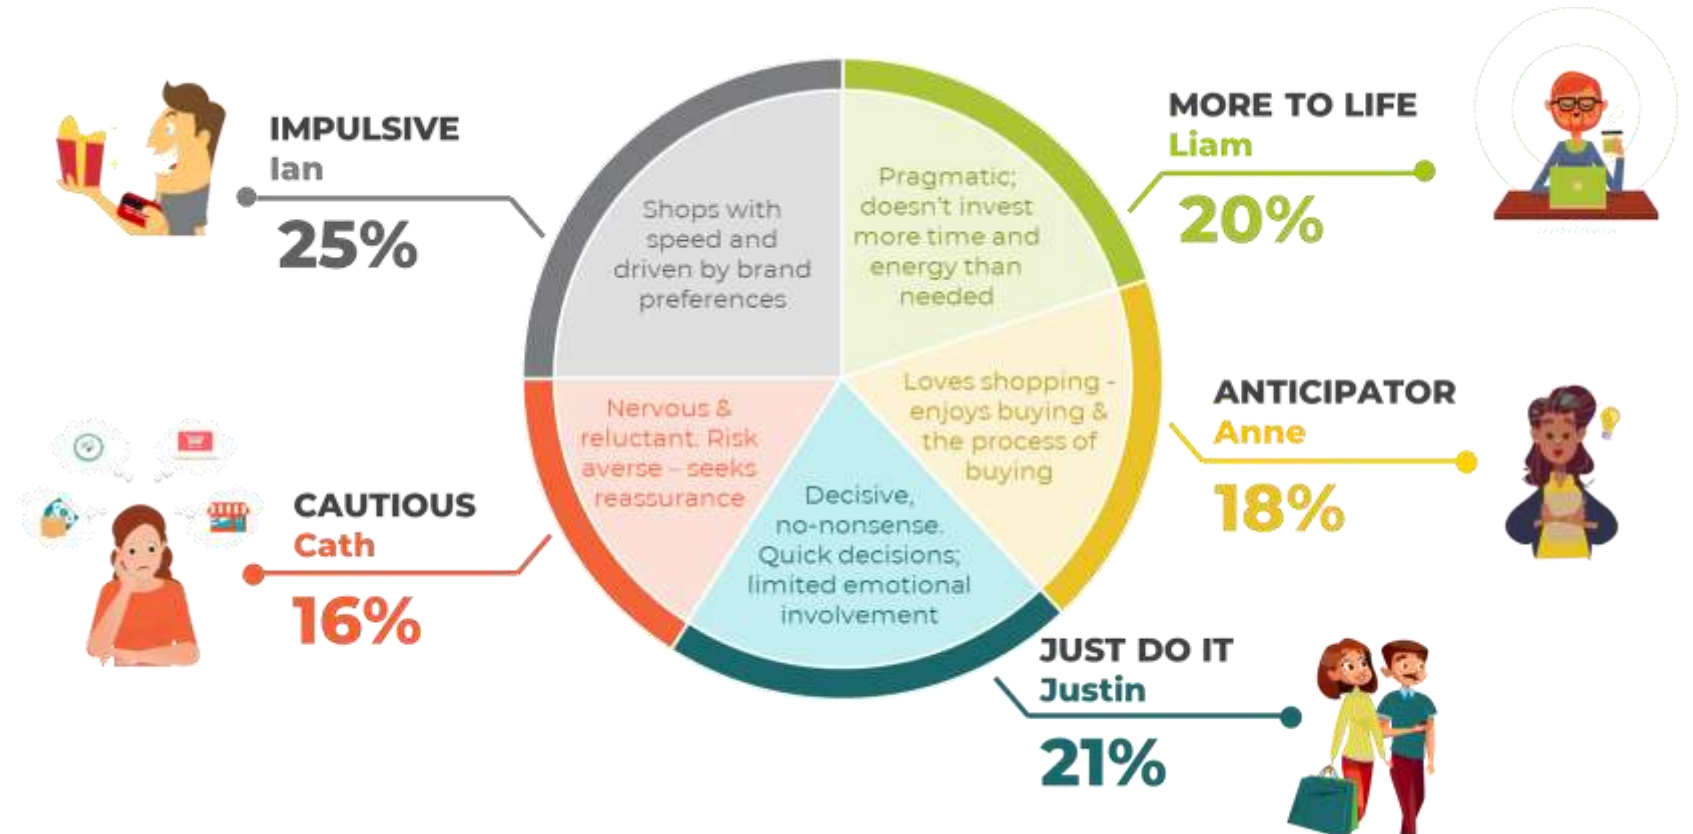 IMPULSIVE
Ian
25%
Shops with
speed and
driven by brand
preferences
MORE TO LIFE
Liam
20%
Pragmatic;
doesn't invest
more time and
energy than
needed
ANTICIPATOR
Anne
18%
Loves shopping -
enjoys buying &
the process of
buying
CAUTIOUS
Cath
16%
Nervous &
reluctant. Risk
averse – seeks
reassurance
JUST DO IT
Justin
21%
Decisive,
no-nonsense.
Quick decisions;
limited emotional
involvement